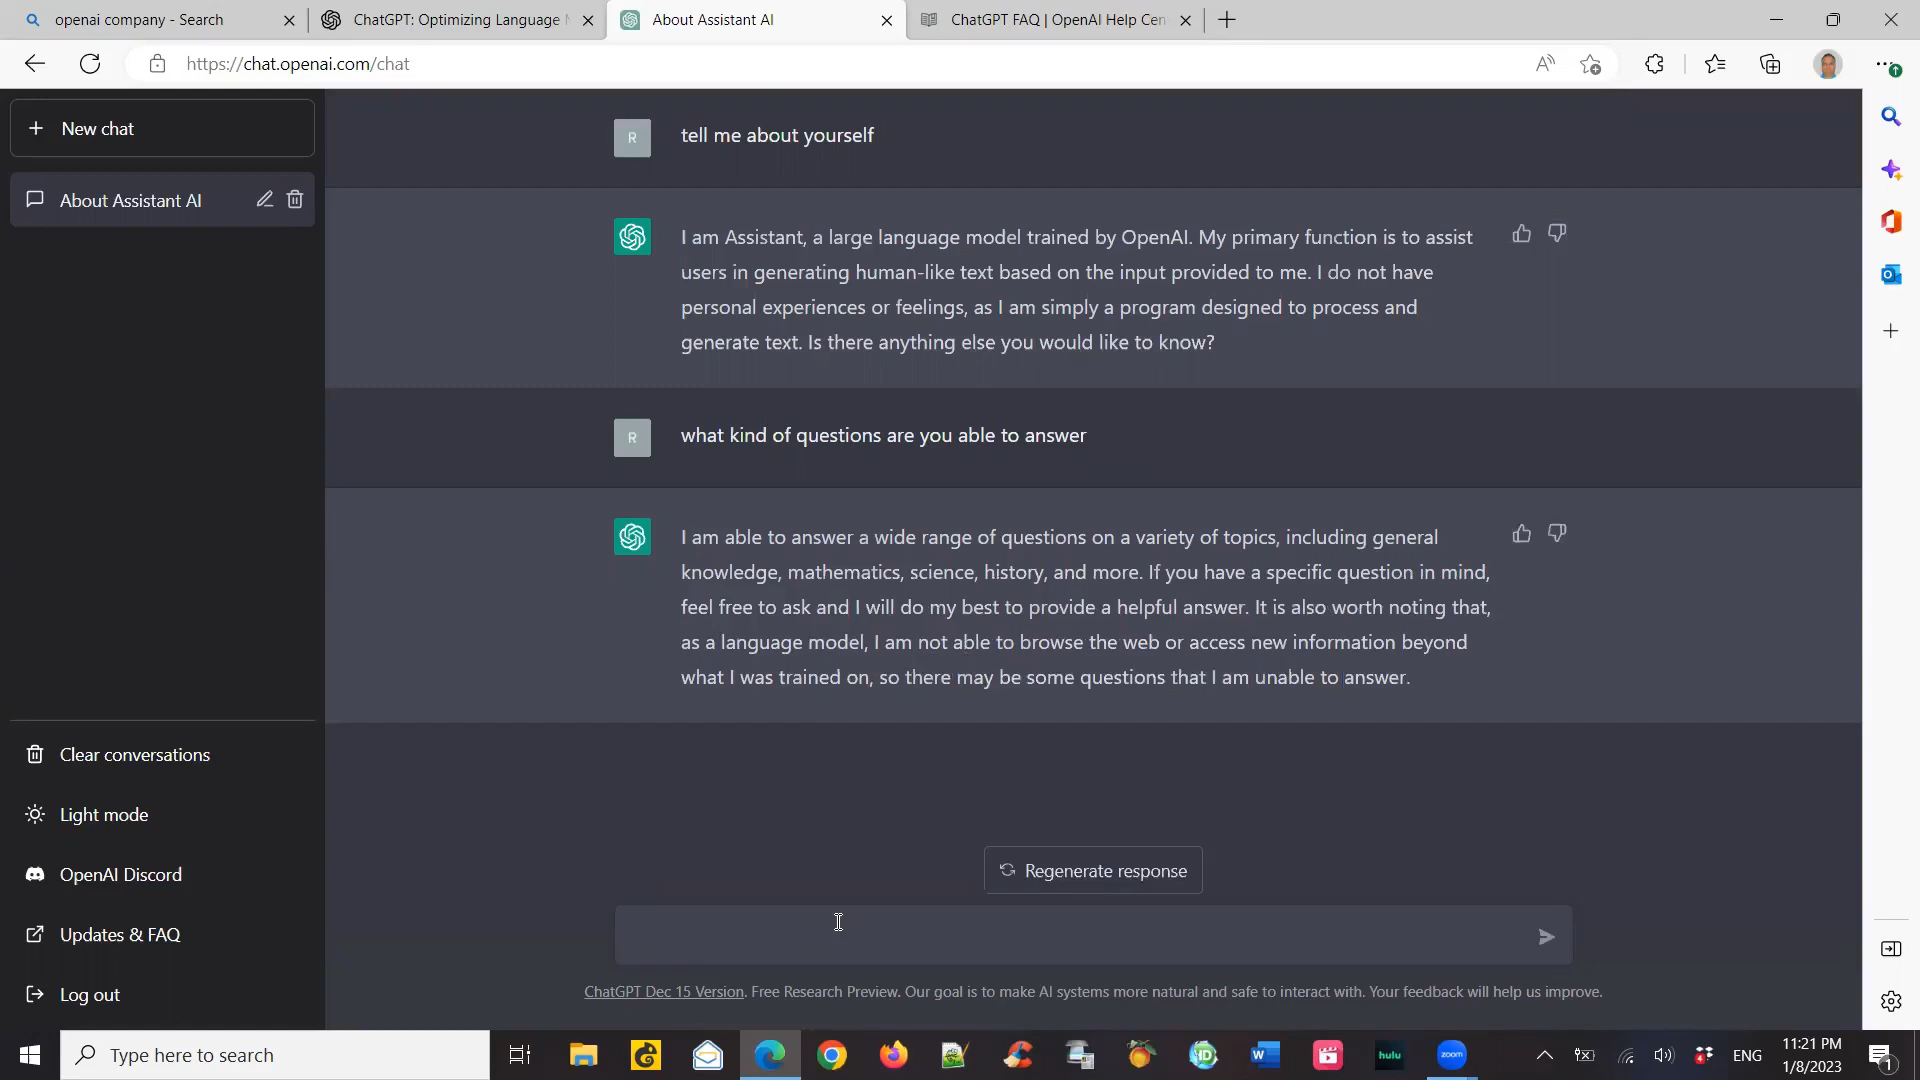 openai company - Search
ChatGPT: Optimizing Language
About Assistant AI
ChatGPT FAQ | OpenAI Help Cen
https://chat.openai.com/chat
New chat
About Assistant AI
Clear conversations
Light mode
OpenAI Discord
Updates & FAQ
Log out
R
tell me about yourself
I am Assistant, a large language model trained by OpenAI. My primary function is to assist
users in generating human-like text based on the input provided to me. I do not have
personal experiences or feelings, as I am simply a program designed to process and
generate text. Is there anything else you would like to know?
R
what kind of questions are you able to answer
I am able to answer a wide range of questions on a variety of topics, including general
knowledge, mathematics, science, history, and more. If you have a specific question in mind,
feel free to ask and I will do my best to provide a helpful answer. It is also worth noting that,
as a language model, I am not able to browse the web or access new information beyond
what I was trained on, so there may be some questions that I am unable to answer.
Regenerate response
ChatGPT Dec 15 Version. Free Research Preview. Our goal is to make AI systems more natural and safe to interact with. Your feedback will help us improve.
Type here to search
hulu
zoom
ENG
11:21 PM
1/8/2023
1